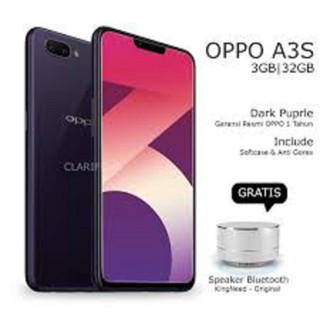 OPPO A3S
3GB|32GB
oppo
Dark Puprle
Garansi Resmi OPPO 1 Tahun
Include
Softcase & Anti Gores
CLARIF
GRATIS
Speaker Bluetooth
KingNeed - Original